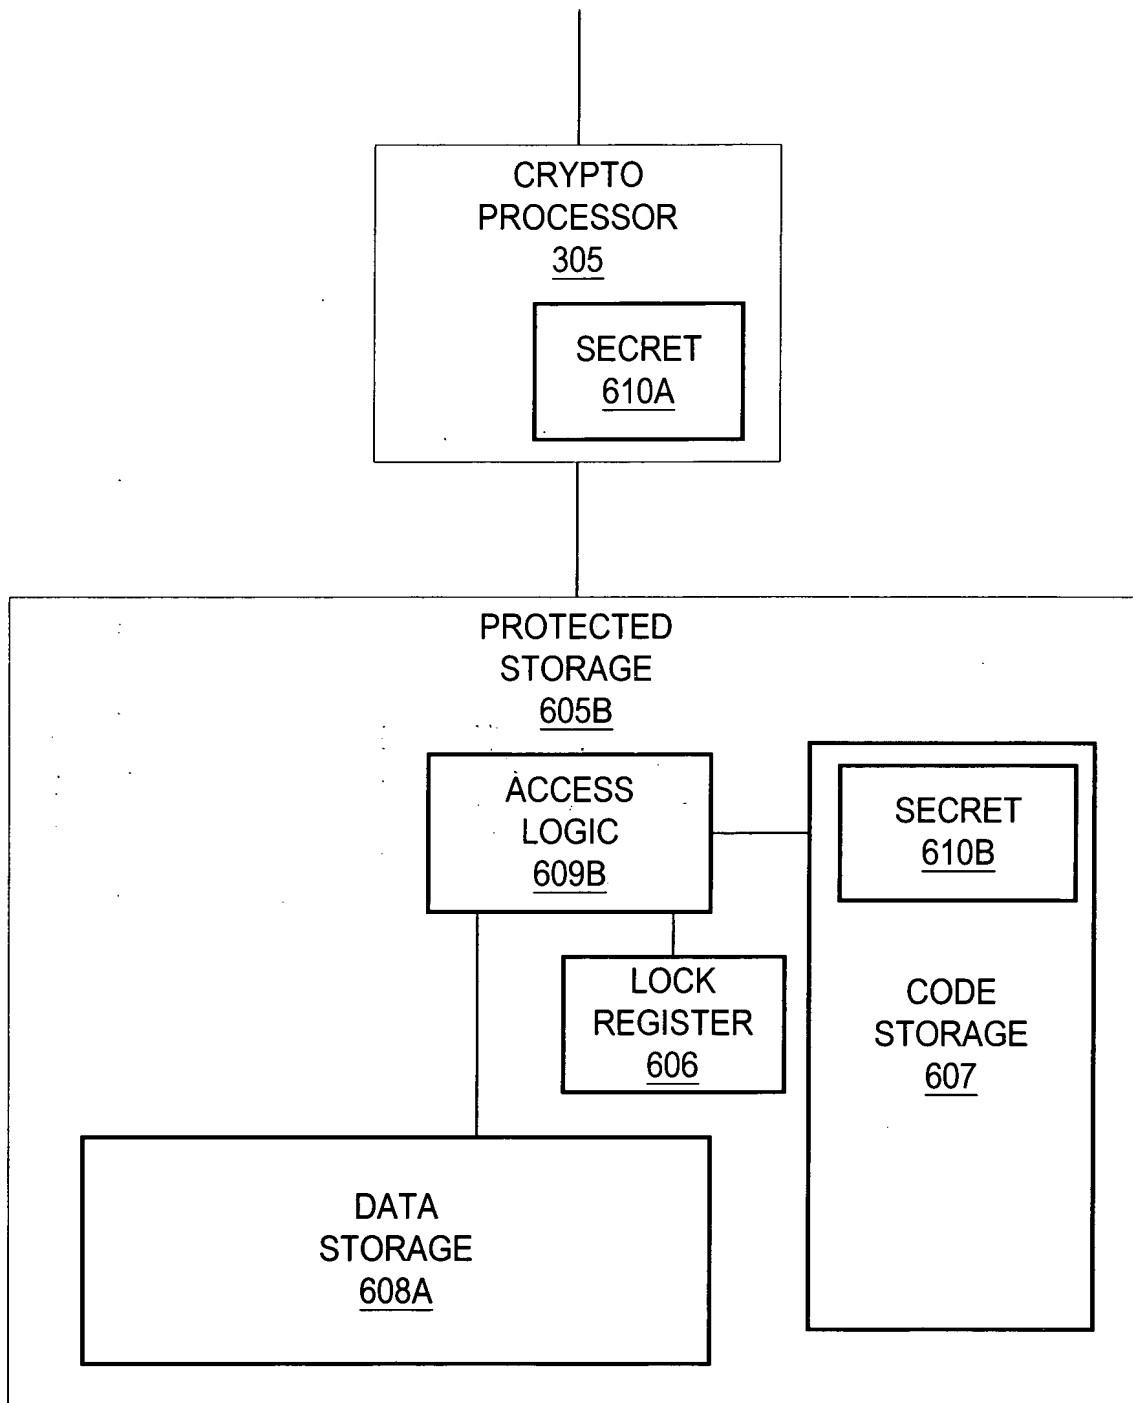 CRYPTO
PROCESSOR
305
SECRET
610A
PROTECTED
STORAGE
605B
ACCESS
LOGIC
609B
SECRET
610B
LOCK
REGISTER
606
CODE
STORAGE
607
DATA
STORAGE
608A